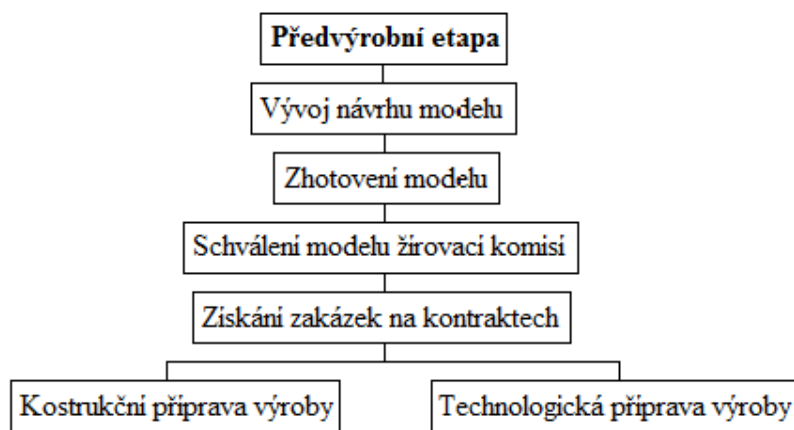 Předvýrobní etapa
Vývoj návrhu modelu
Zhotovení modelu
Schválení modelu žírovací komisí
Získání zakázek na kontraktech
Kostrukční příprava výroby
Technologická příprava výroby